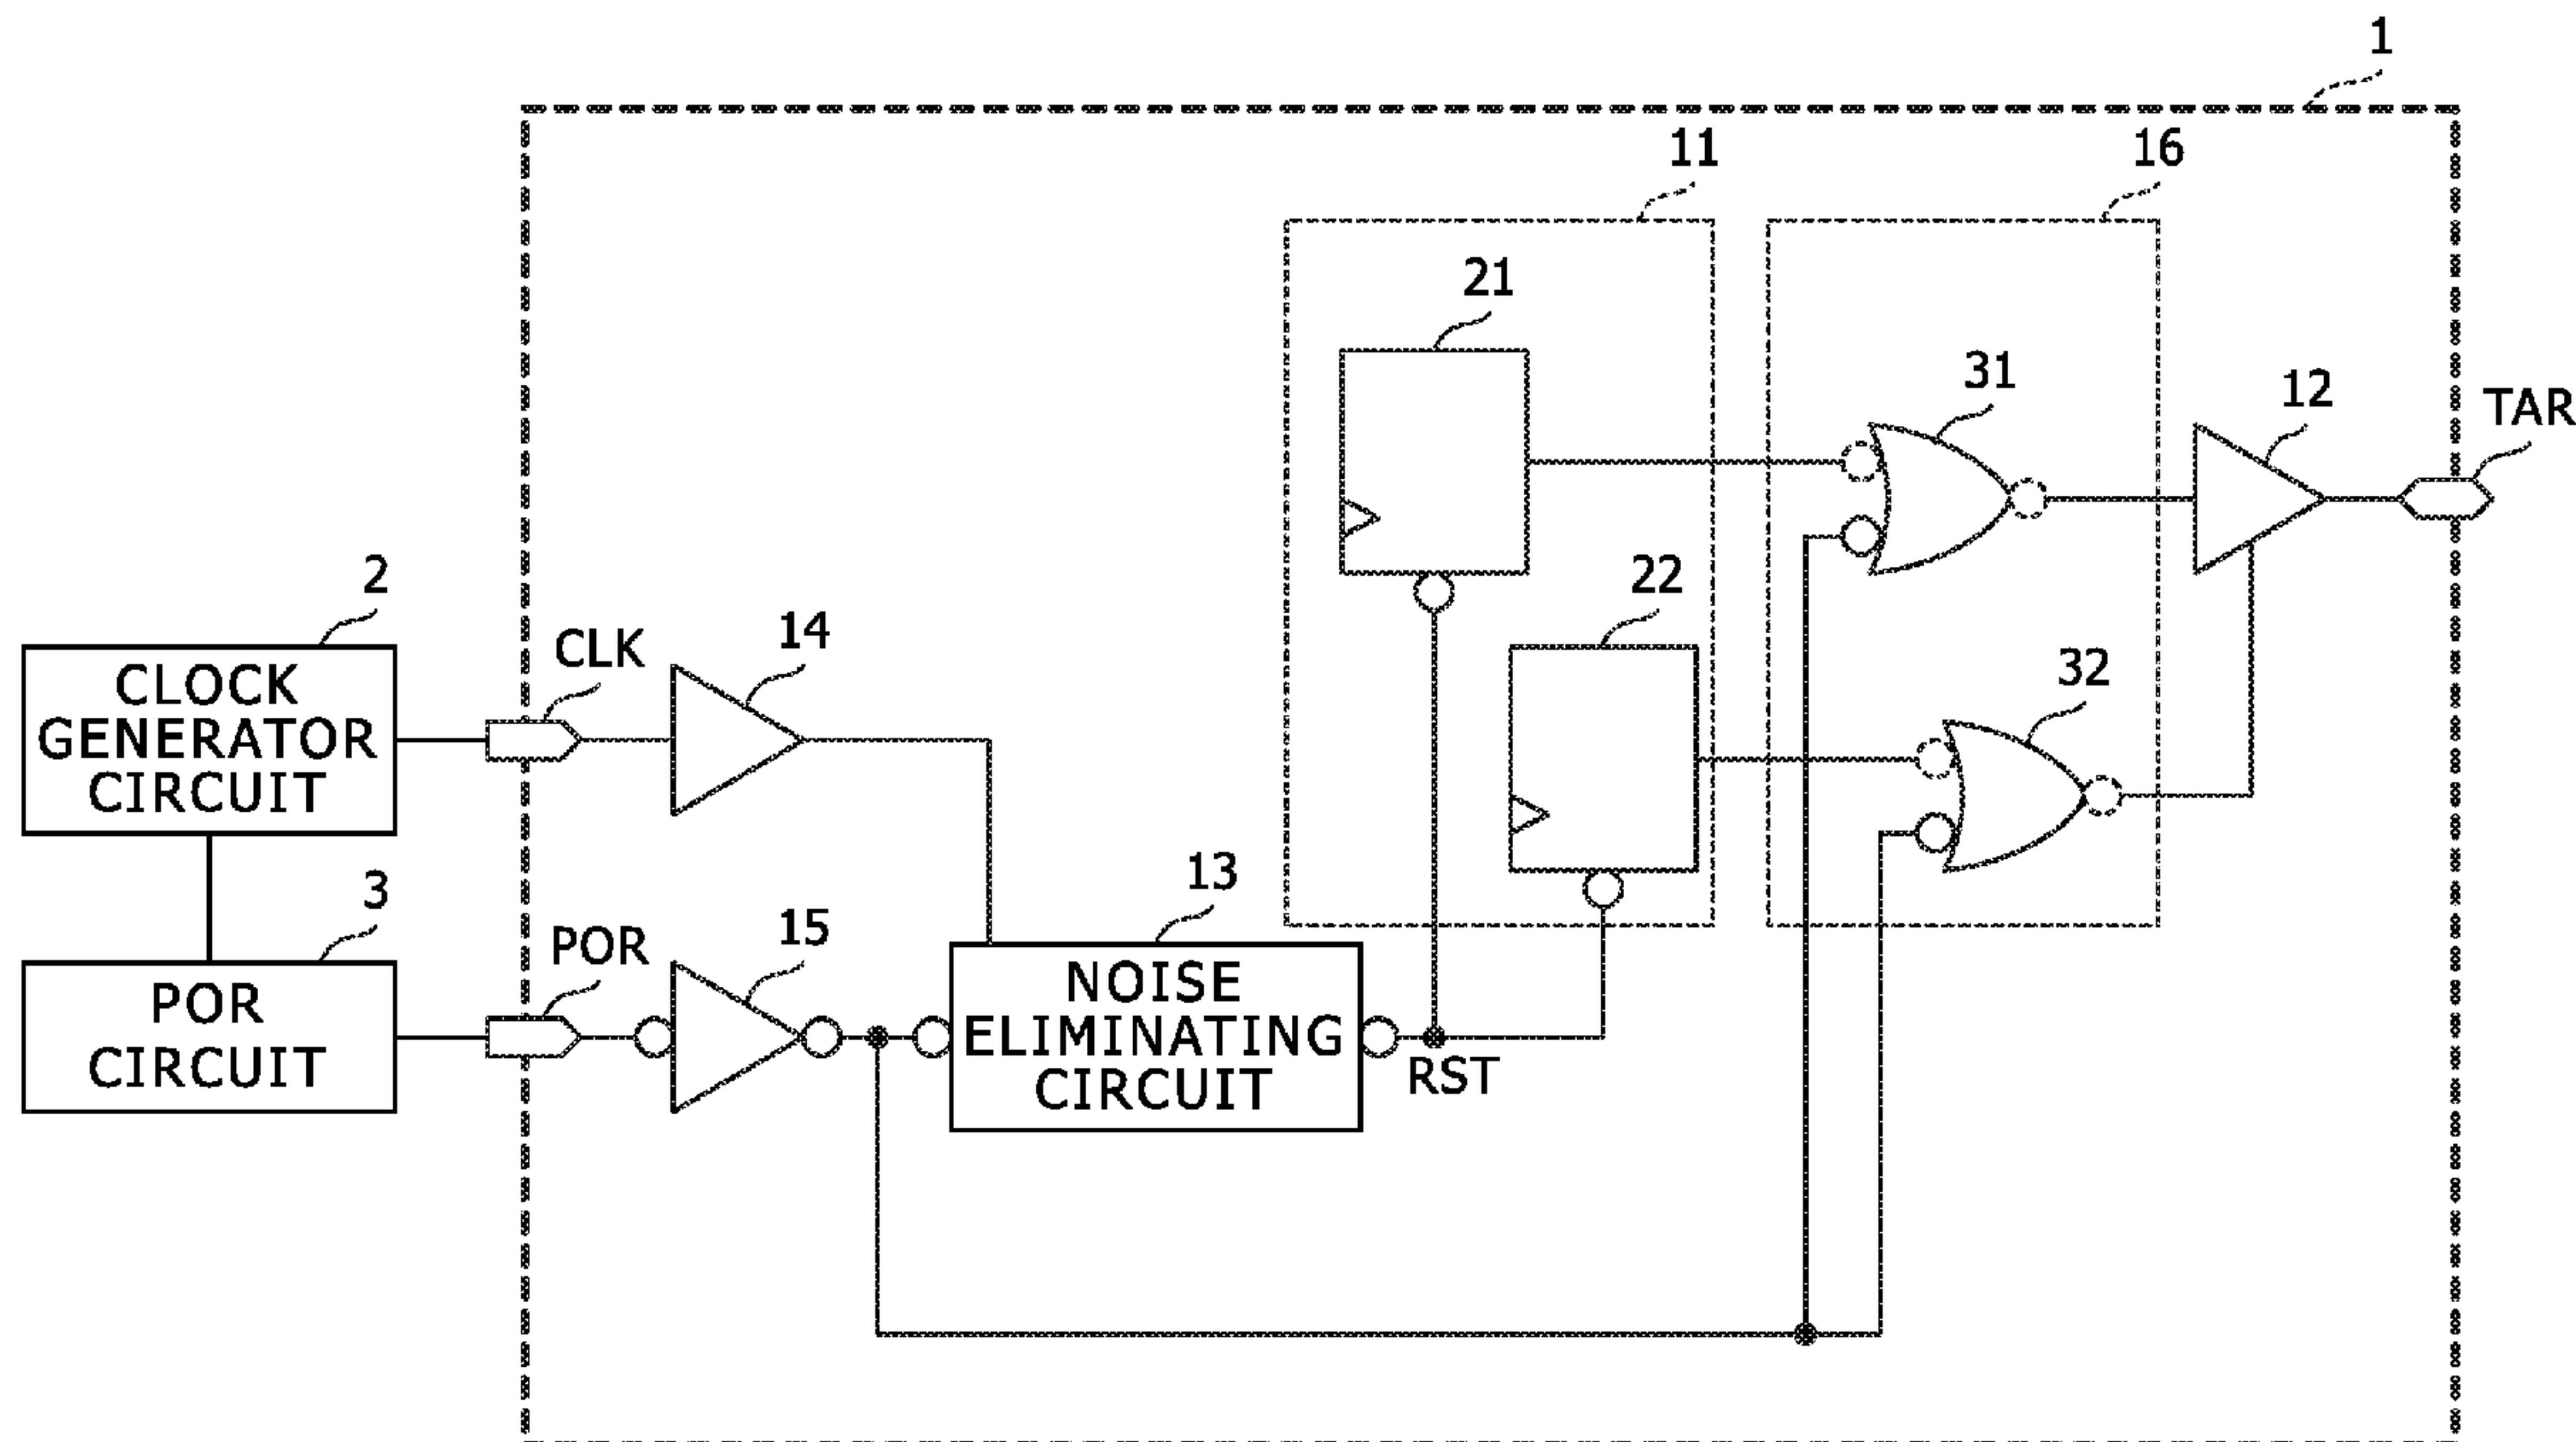 1
11
16
21
31
12
TAR
22
2
CLOCK
GENERATOR
CIRCUIT
CLK
14
32
3
POR
CIRCUIT
POR
15
13
NOISE
ELIMINATING
CIRCUIT
RST